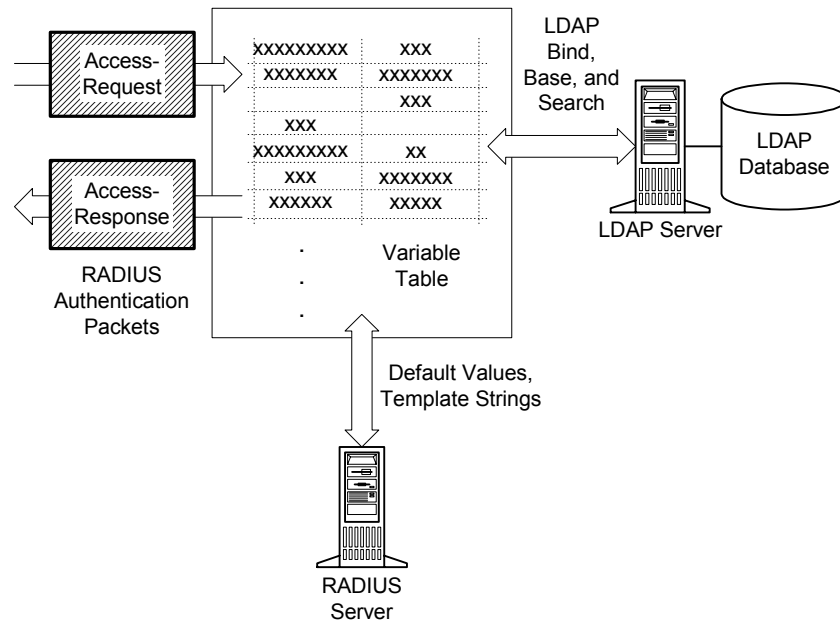 Access-
Request
Access-
Response
RADIUS
Authentication
Packets
xxxxxxxxx xxx
xxxxxxx xxxxxxx
xxx
xxx
xxxxxxxxx xx
xxx xxxxxxx
xxxxxx xxxxx
.
.
.
Variable
Table
LDAP
Bind,
Base, and
Search
LDAP Server
LDAP
Database
Default Values,
Template Strings
RADIUS
Server